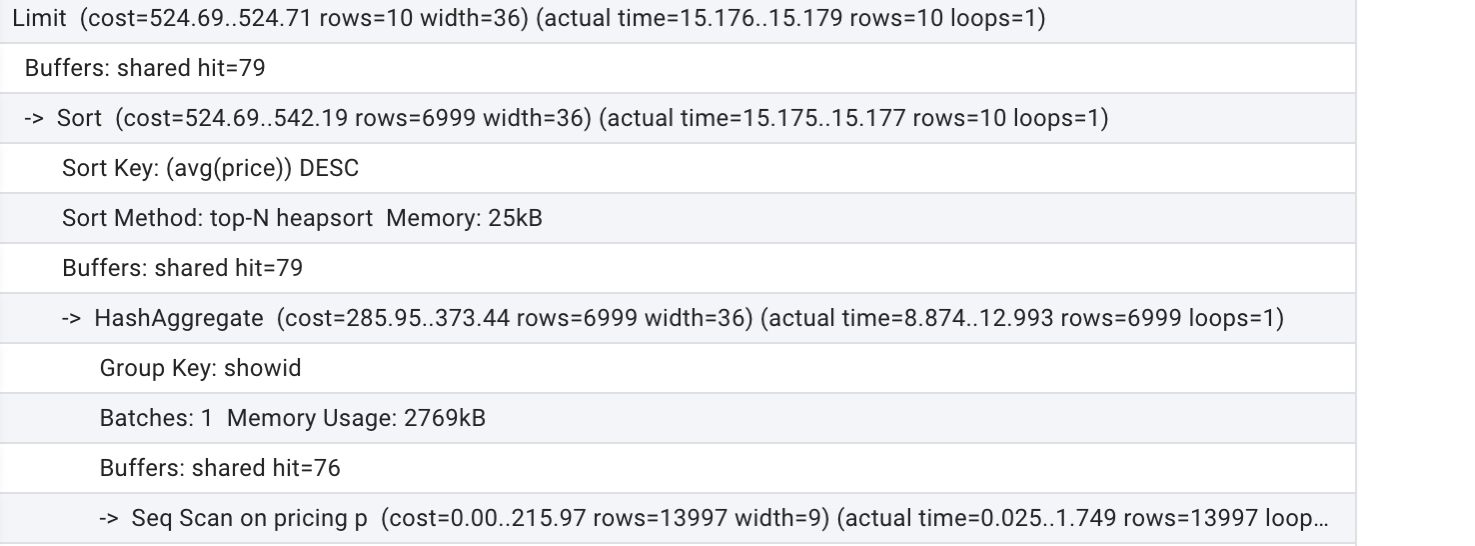 Limit  (cost=524.69..524.71 rows=10 width=36) (actual time=15.176..15.179 rows=10 loops=1)
Buffers: shared hit=79
->  Sort  (cost=524.69..542.19 rows=6999 width=36) (actual time=15.175..15.177 rows=10 loops=1)
Sort Key: (avg(price)) DESC
Sort Method: top-N heapsort  Memory: 25kB
Buffers: shared hit=79
->  HashAggregate  (cost=285.95..373.44 rows=6999 width=36) (actual time=8.874..12.993 rows=6999 loops=1)
Group Key: showid
Batches: 1  Memory Usage: 2769kB
Buffers: shared hit=76
->  Seq Scan on pricing p  (cost=0.00..215.97 rows=13997 width=9) (actual time=0.025..1.749 rows=13997 loop...